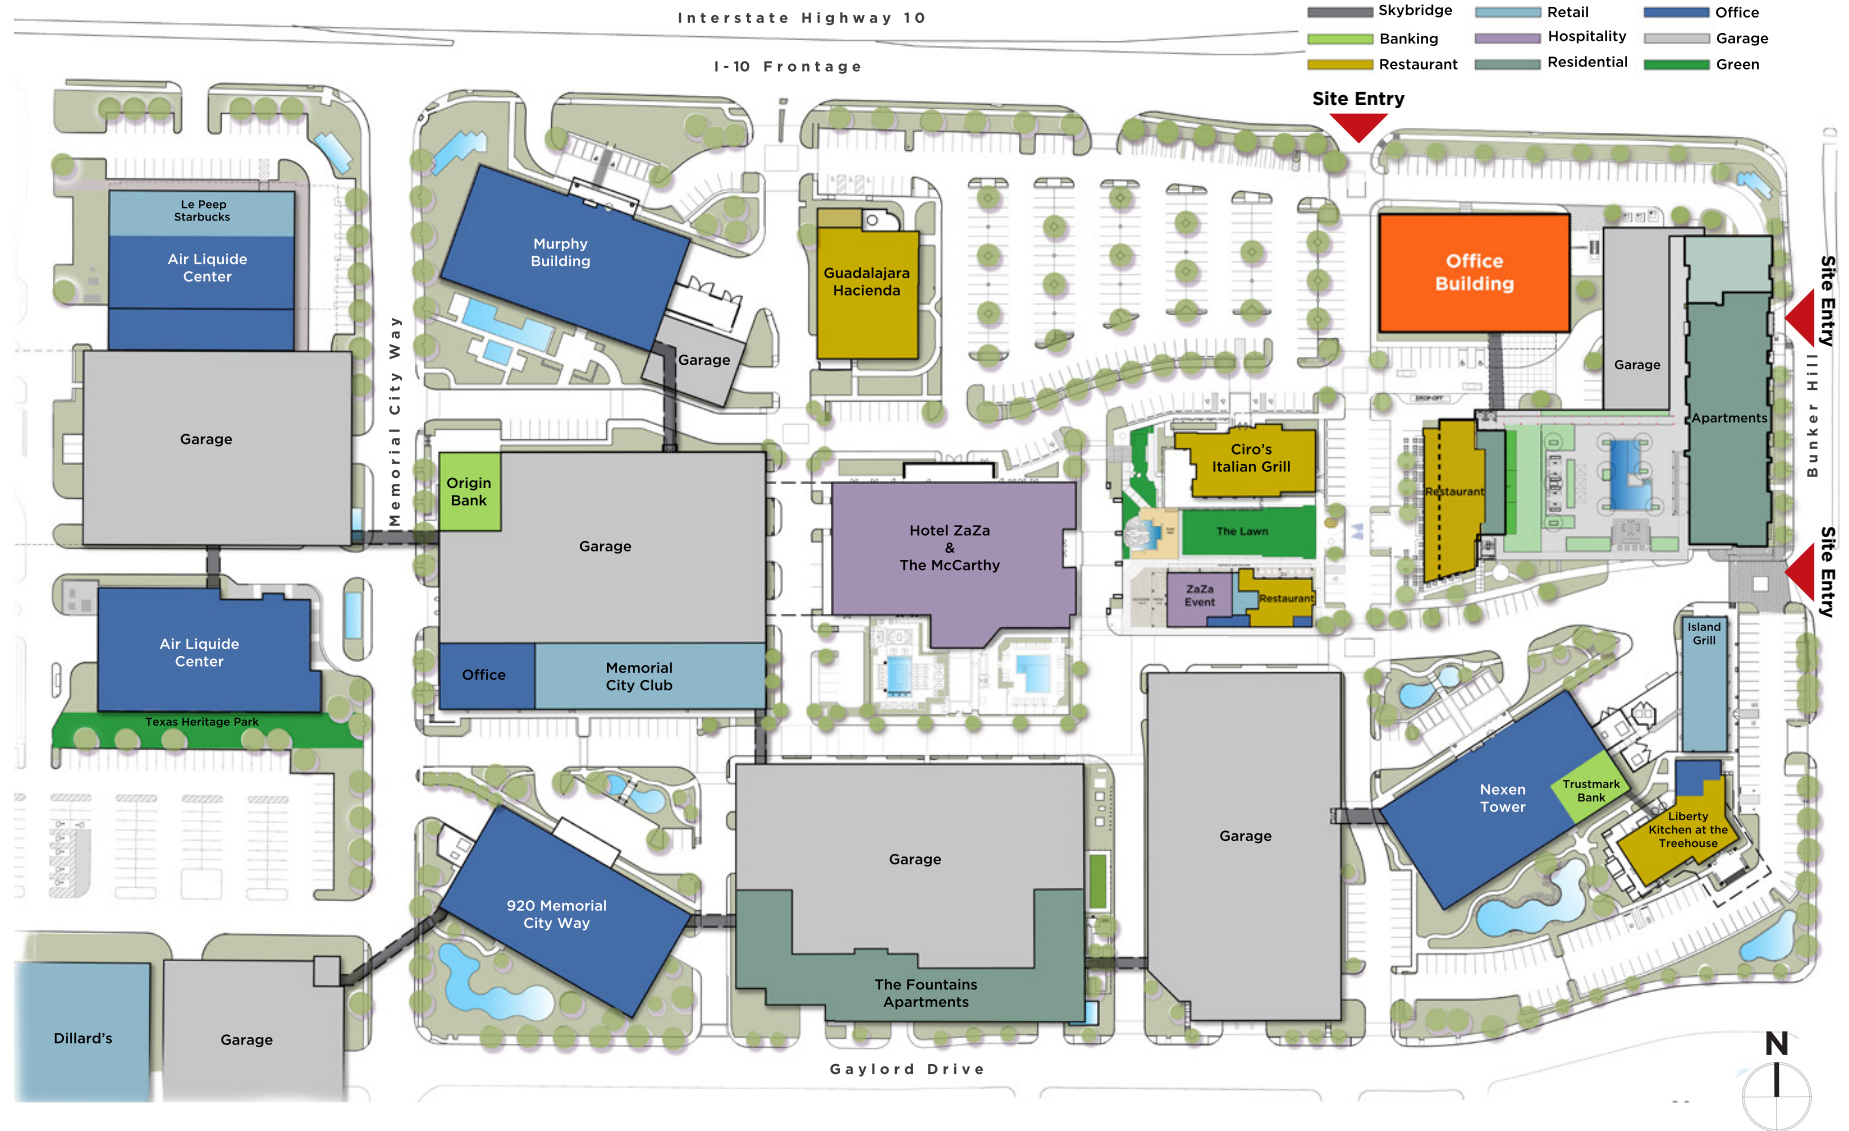 Interstate Highway 10
I-10 Frontage
Skybridge
Retail
Office
Banking
Hospitality
Garage
Restaurant
Residential
Green
Site Entry
Le Peep
Starbucks
Air Liquide
Center
Murphy
Building
Guadalajara
Hacienda
Office
Building
Site Entry
Garage
Garage
Apartments
Bunker Hill
Memorial City Way
Garage
DROP-OFF
Origin
Bank
Garage
Hotel ZaZa
&
The McCarthy
Ciro's
Italian Grill
Restaurant
The Lawn
ZaZa
Event
Restaurant
Site Entry
Air Liquide
Center
Texas Heritage Park
Office
Memorial
City Club
Island
Grill
Garage
Garage
Nexen
Tower
Trustmark
Bank
Liberty
Kitchen at the
Treehouse
920 Memorial
City Way
The Fountains
Apartments
Dillard's
Garage
Gaylord Drive
N